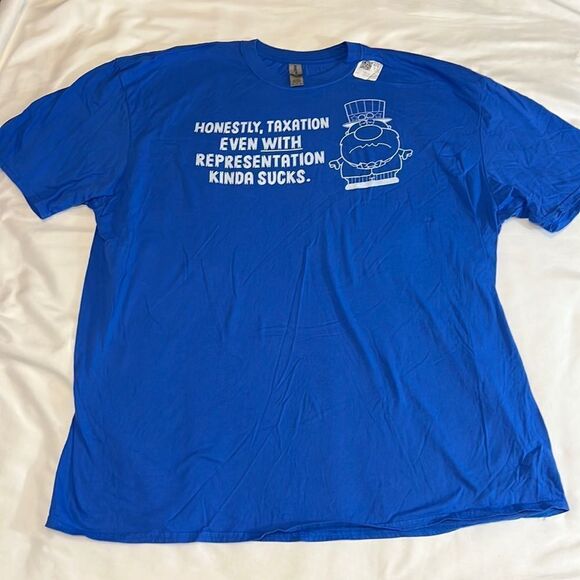 HONESTLY, TAXATION
EVEN WITH
REPRESENTATION
KINDA SUCKS.